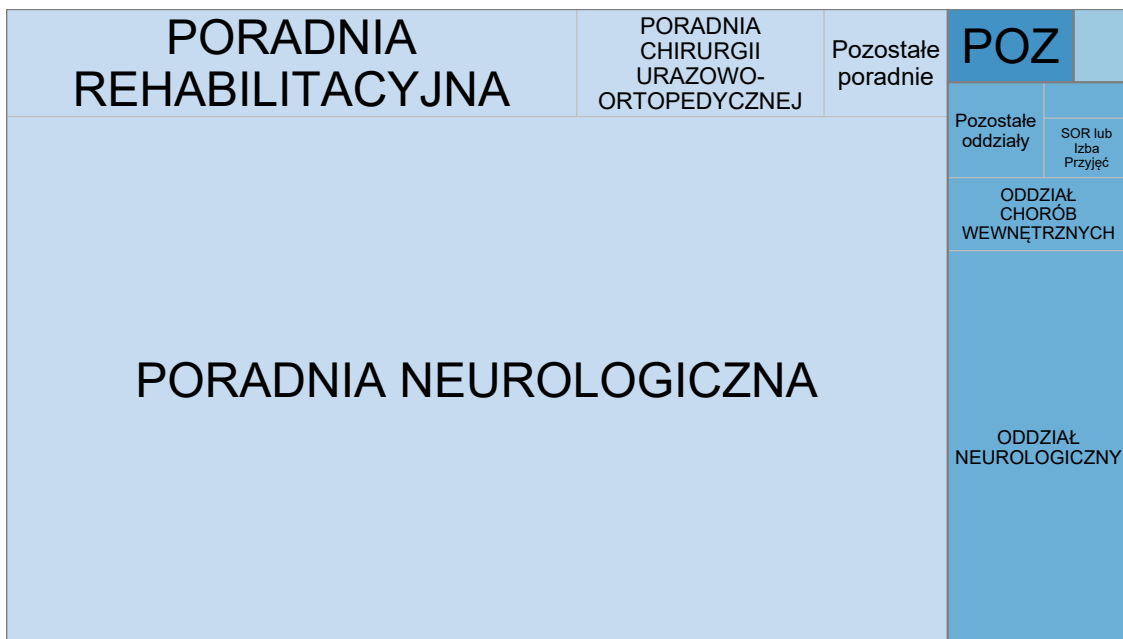 PORADNIA
REHABILITACYJNA
PORADNIA
CHIRURGII
URAZOWO-
ORTOPEDYCZNEJ
Pozostałe
poradnie
POZ
Pozostałe
oddziały
SOR lub
Izba
Przyjęć
ODDZIAŁ
CHORÓB
WEWNĘTRZNYCH
PORADNIA NEUROLOGICZNA
ODDZIAŁ
NEUROLOGICZNY